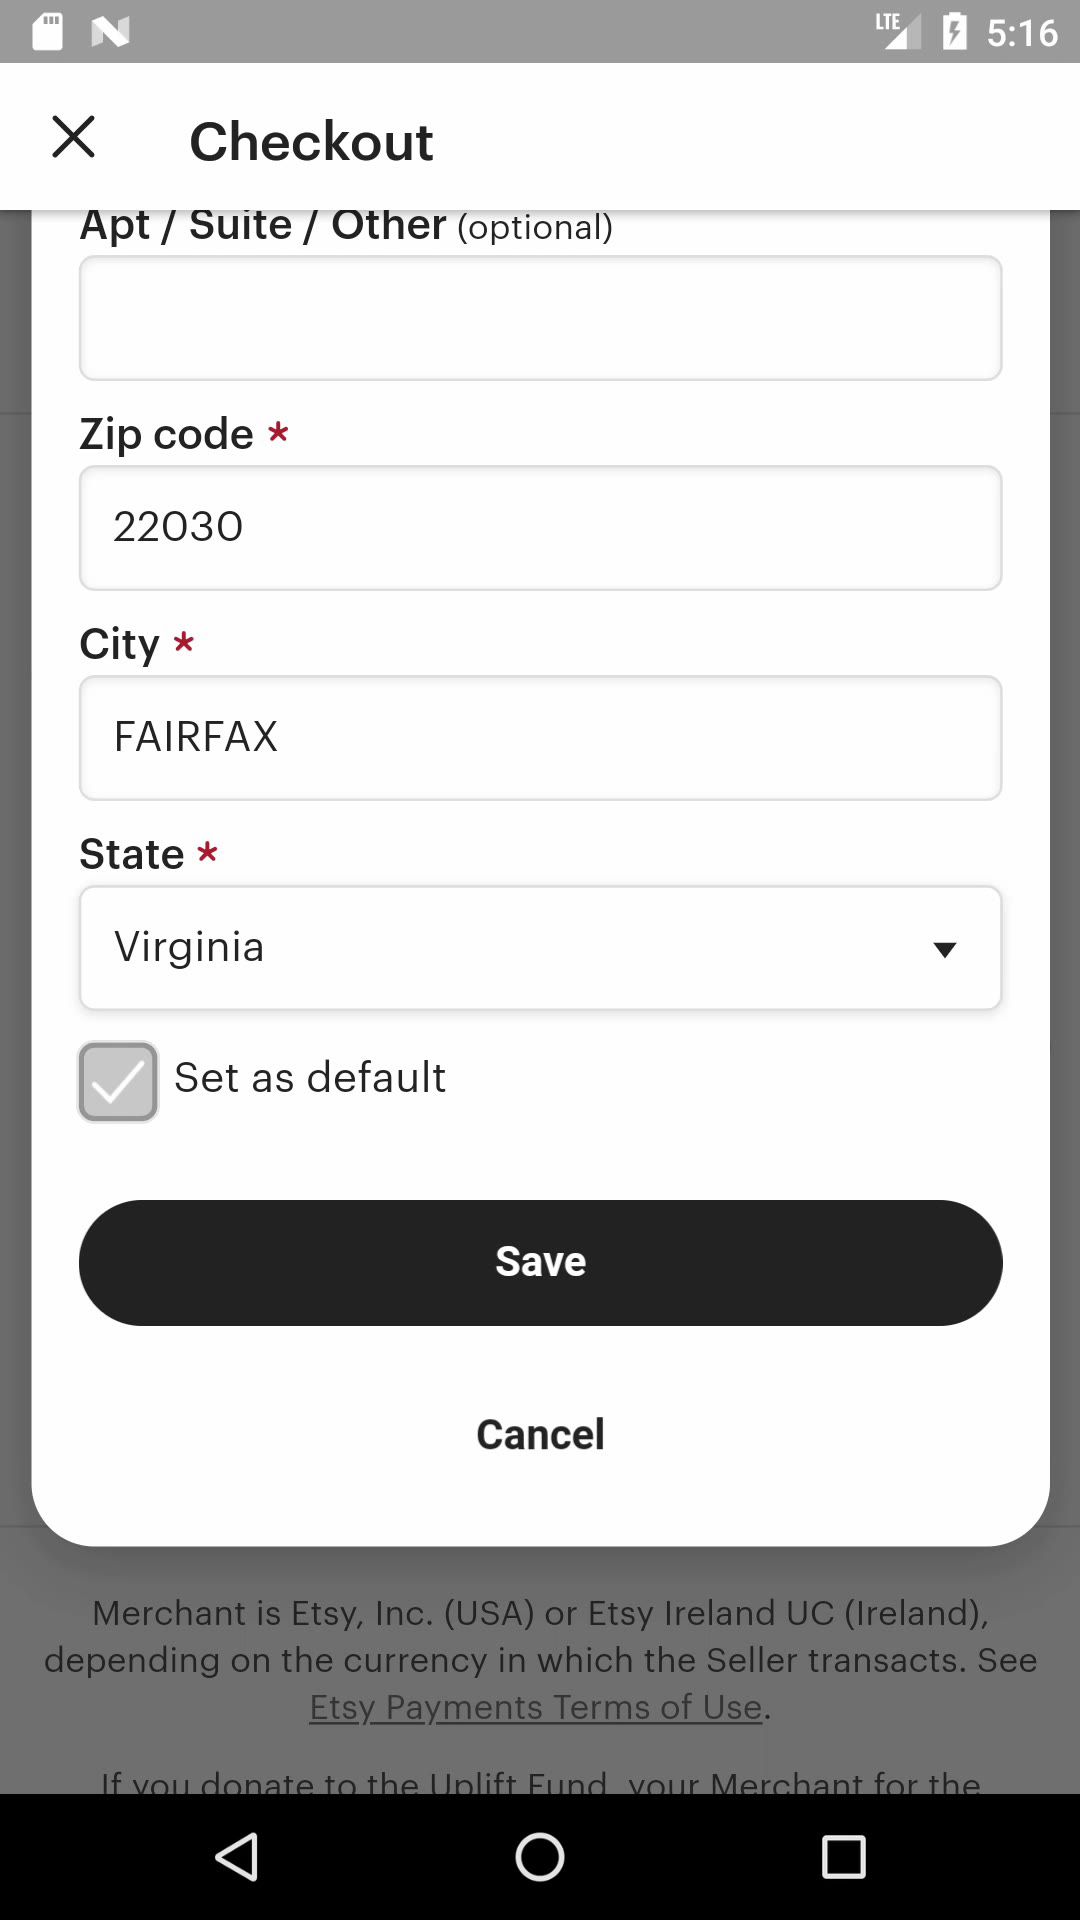 LTE 5:16
Checkout
Apt / Suite / Other (optional)
Zip code *
22030
City *
FAIRFAX
State *
Virginia
Set as default
Save
Cancel
Merchant is Etsy, Inc. (USA) or Etsy Ireland UC (Ireland),
depending on the currency in which the Seller transacts. See
Etsy Payments Terms of Use.
If you donate to the Uplift Fund, your Merchant for the